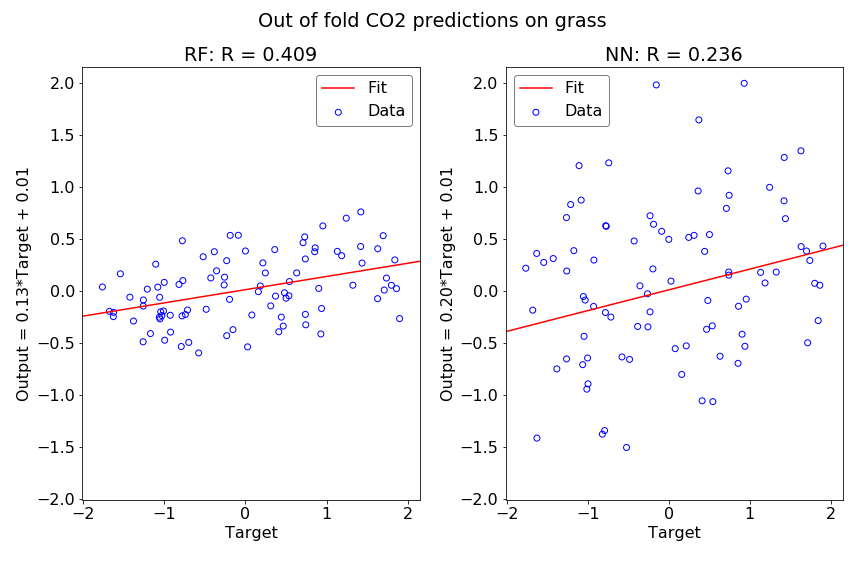 Out of fold CO2 predictions on grass
RF: R = 0.409
Output = 0.13*Target + 0.01
2.0
1.5
1.0
0.5
0.0
−0.5
−1.0
−1.5
−2.0
Fit
Data
−2
−1
0
1
2
Target
NN: R = 0.236
Output = 0.20*Target + 0.01
2.0
1.5
1.0
0.5
0.0
−0.5
−1.0
−1.5
−2.0
Fit
Data
−2
−1
0
1
2
Target